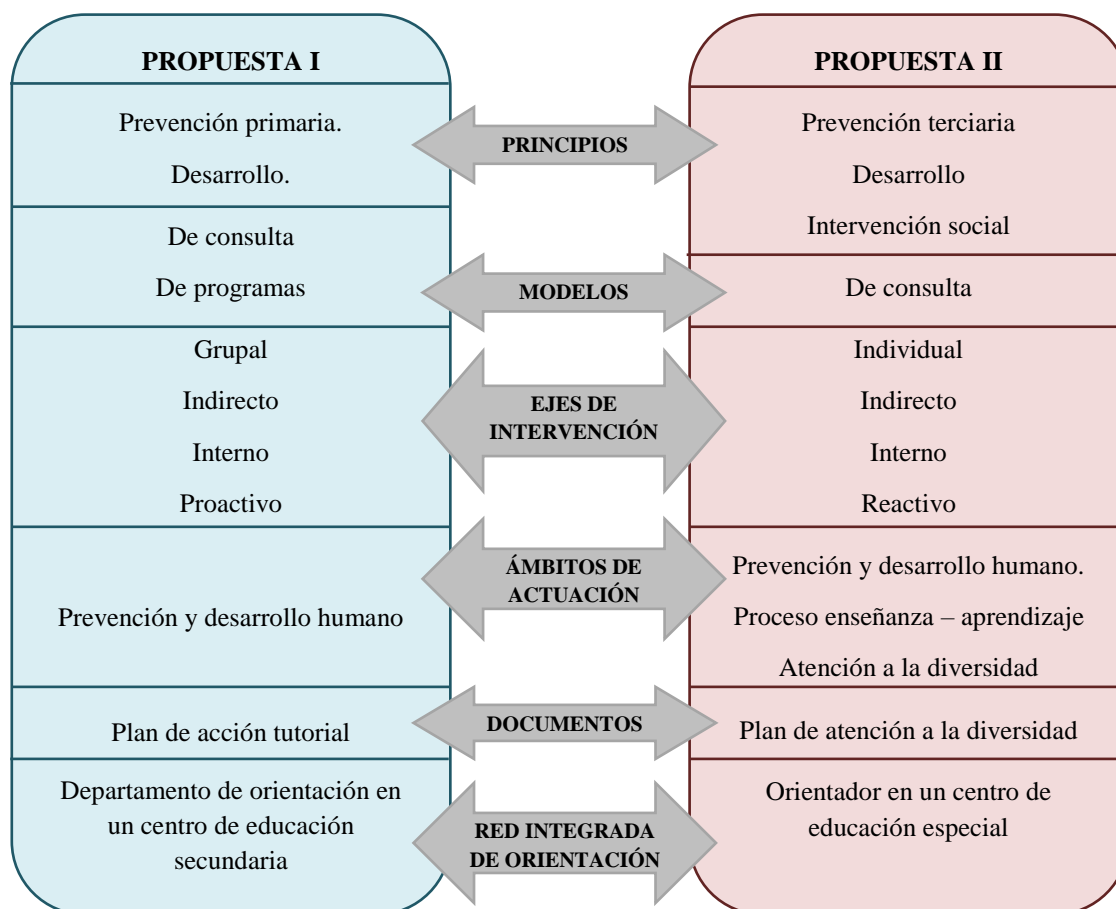 PROPUESTA I
Prevención primaria.
Desarrollo.
De consulta
De programas
Grupal
Indirecto
Interno
Proactivo
Prevención y desarrollo humano
Plan de acción tutorial
Departamento de orientación en
un centro de educación
secundaria
PRINCIPIOS
MODELOS
EJES DE
INTERVENCIÓN
ÁMBITOS DE
ACTUACIÓN
DOCUMENTOS
RED INTEGRADA
DE ORIENTACIÓN
PROPUESTA II
Prevención terciaria
Desarrollo
Intervención social
De consulta
Individual
Indirecto
Interno
Reactivo
Prevención y desarrollo humano.
Proceso enseñanza – aprendizaje
Atención a la diversidad
Plan de atención a la diversidad
Orientador en un centro de
educación especial